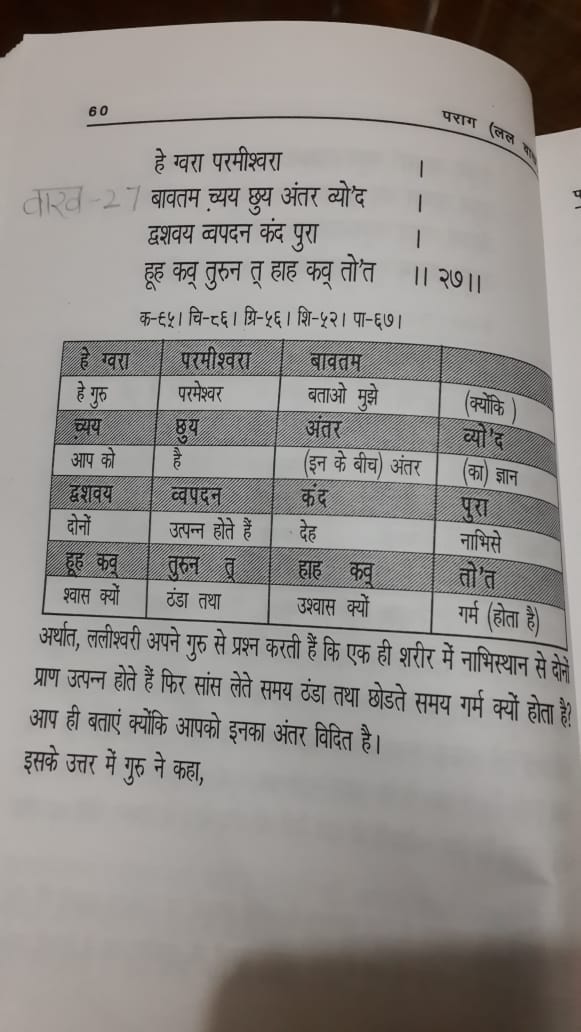 60
पराग (लल
हे ग्वरा परमीश्वरा ।
वाख-27
बावतम च़्यय छुय अंतर व्यो'द ।
द्वशवय व्वपदन कंद पुरा ।
हूह कव् तुरुन त् हाह कव् तो'त ।। २७।।
क-६५। चि-८६। ग्रि-५६। शि-५२। पा-६७।
हे ग्वरा परमीश्वरा बावतम
हे गुरु परमेश्वर बताओ मुझे (क्योंकि )
च़्यय छुय अंतर व्यो'द
आप को है (इन के बीच) अंतर (का) ज्ञान
द्वशवय व्वपदन कंद पुरा
दोनों उत्पन्न होते हैं देह नाभिसे
हूह कव् तुरुन त् हाह कव् तो'त
श्वास क्यों ठंडा तथा उश्वास क्यों गर्म (होता है)
अर्थात, ललीश्वरी अपने गुरु से प्रश्न करती हैं कि एक ही शरीर में नाभिस्थान से दोनों
प्राण उत्पन्न होते हैं फिर सांस लेते समय ठंडा तथा छोडते समय गर्म क्यों होता है?
आप ही बताएं क्योंकि आपको इनका अंतर विदित है।
इसके उत्तर में गुरु ने कहा,